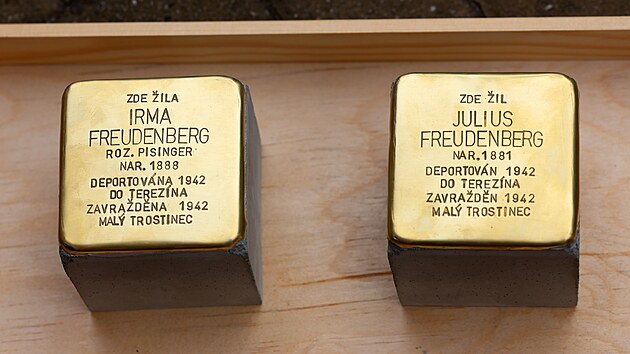 ZDE ŽILA
IRMA
FREUDENBERG
ROZ. PISINGER
NAR. 1888
DEPORTOVÁNA 1942
DO TEREZÍNA
ZAVRAŽDĚNA 1942
MALÝ TROSTINEC
ZDE ŽIL
JULIUS
FREUDENBERG
NAR. 1881
DEPORTOVÁN 1942
DO TEREZÍNA
ZAVRAŽDĚN 1942
MALÝ TROSTINEC